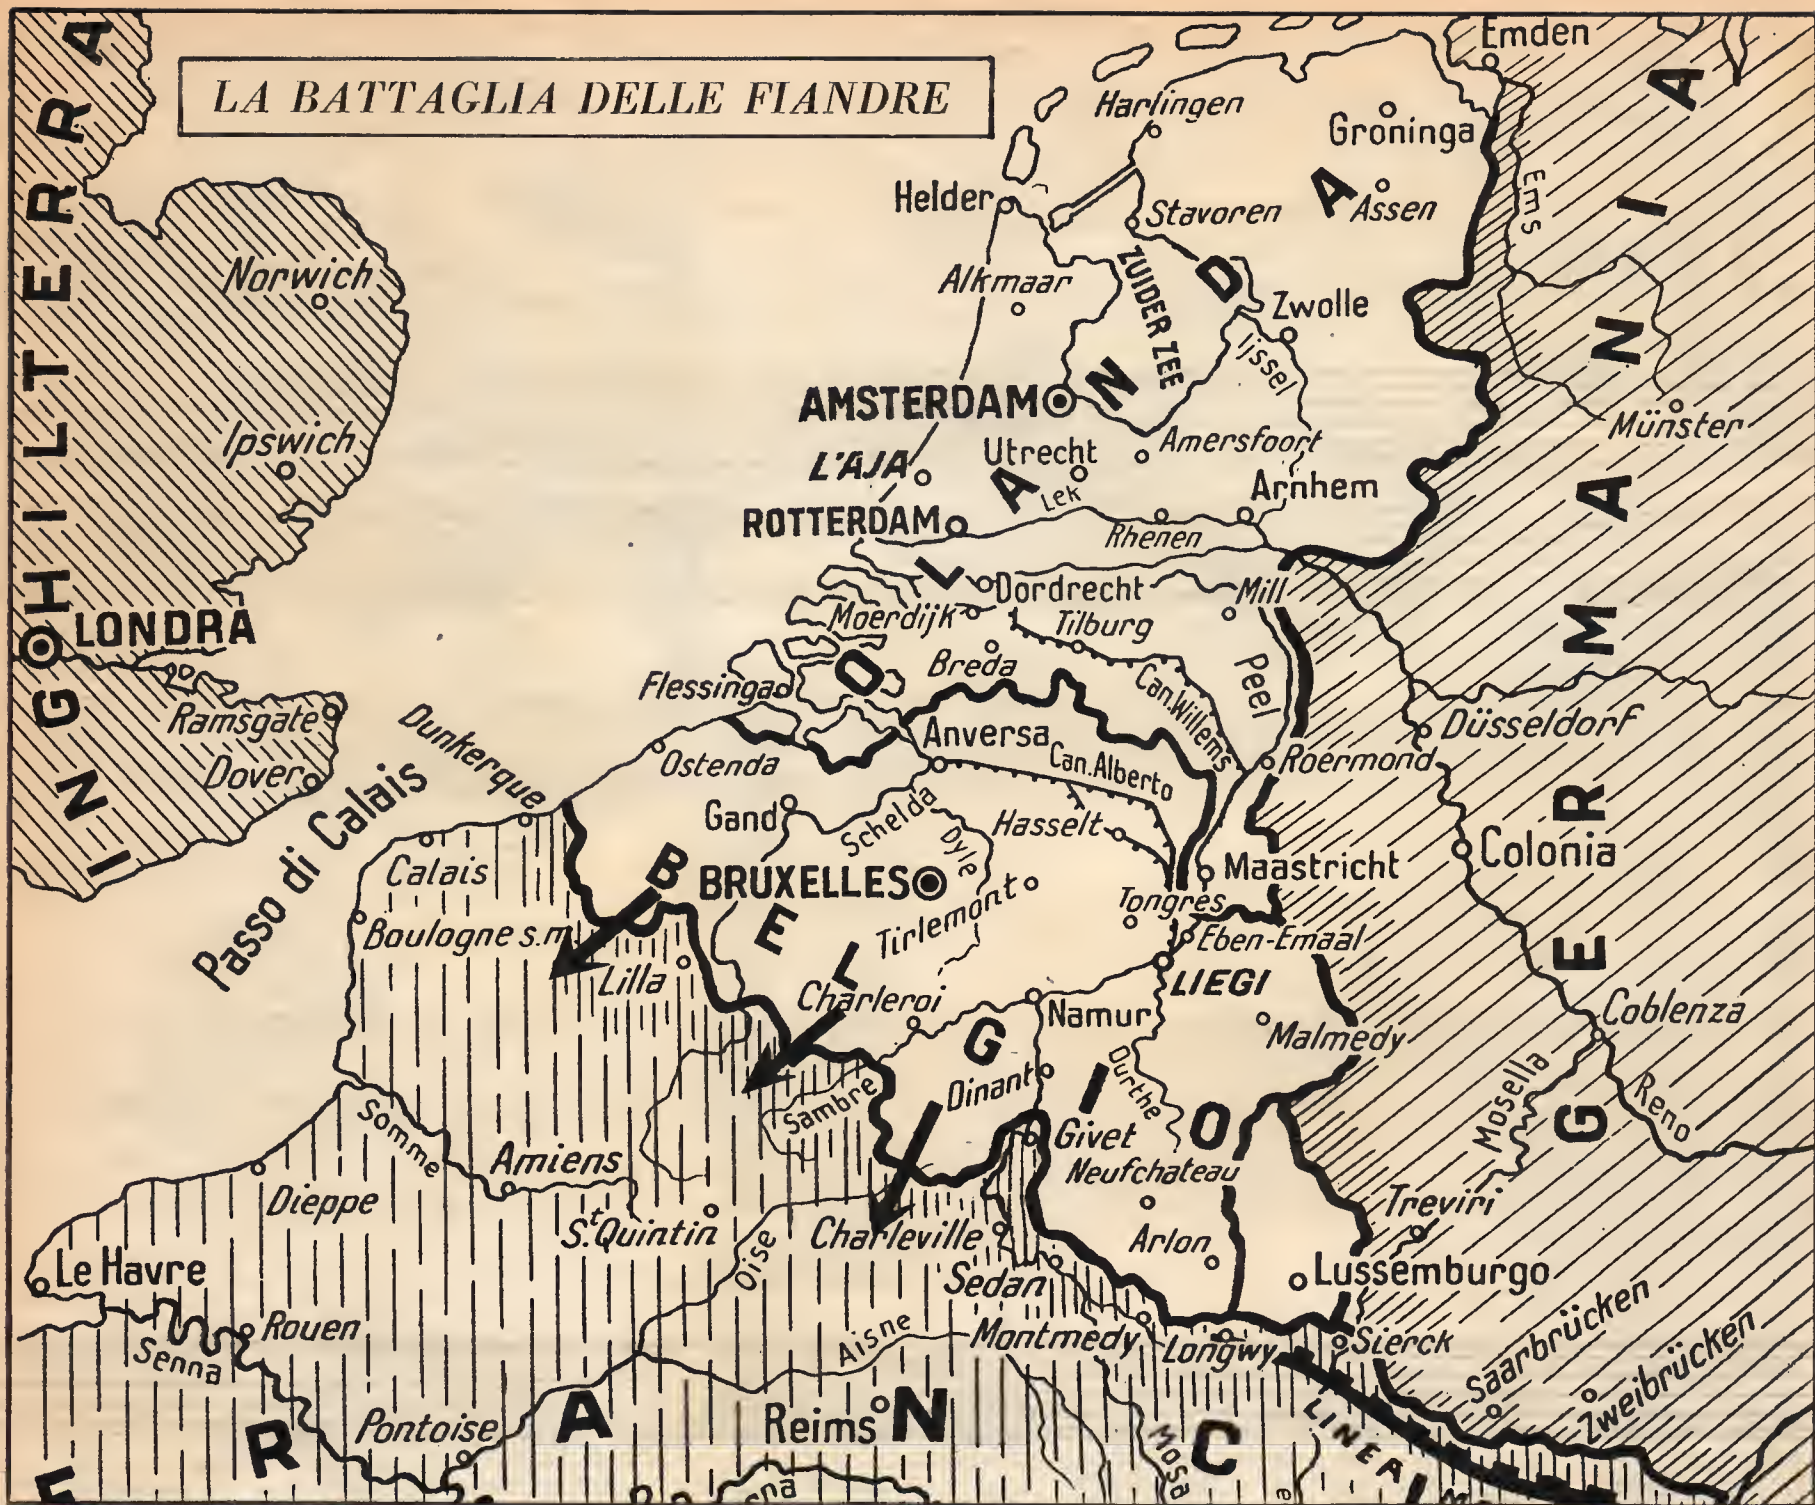 LA BATTAGLIA DELLE FIANDRE
INGHILTERRA
Norwich
Ipswich
LONDRA
Ramsgate
Dover
Passo di Calais
OLANDA
Emden
Harlingen
Groninga
Ems
Helder
Stavoren
Assen
Alkmaar
ZUIDER ZEE
Zwolle
Ijssel
AMSTERDAM
Amersfoort
L'AJA
Utrecht
Lek
Arnhem
ROTTERDAM
Rhenen
Dordrecht
Mill
Moerdijk
Tilburg
Breda
Peel
Flessinga
Can. Willems
GERMANIA
Münster
Düsseldorf
Roermond
Colonia
Coblenza
Mosella
Reno
Treviri
Saarbrücken
Zweibrücken
BELGIO
Dunkerque
Ostenda
Anversa
Can. Alberto
Gand
Schelda
Dyle
Hasselt
BRUXELLES
Maastricht
Tirlemont
Tongres
Eben-Emaal
LIEGI
Charleroi
Namur
Malmedy
Ourthe
Dinant
Sambre
Givet
Neufchateau
Arlon
Lussemburgo
FRANC
Calais
Boulogne s.m.
Lilla
Somme
Amiens
Dieppe
St. Quintin
Oise
Charleville
Sedan
Le Havre
Rouen
Senna
Aisne
Montmedy
Longwy
Sierck
Pontoise
Reims
Mosa
LINEA